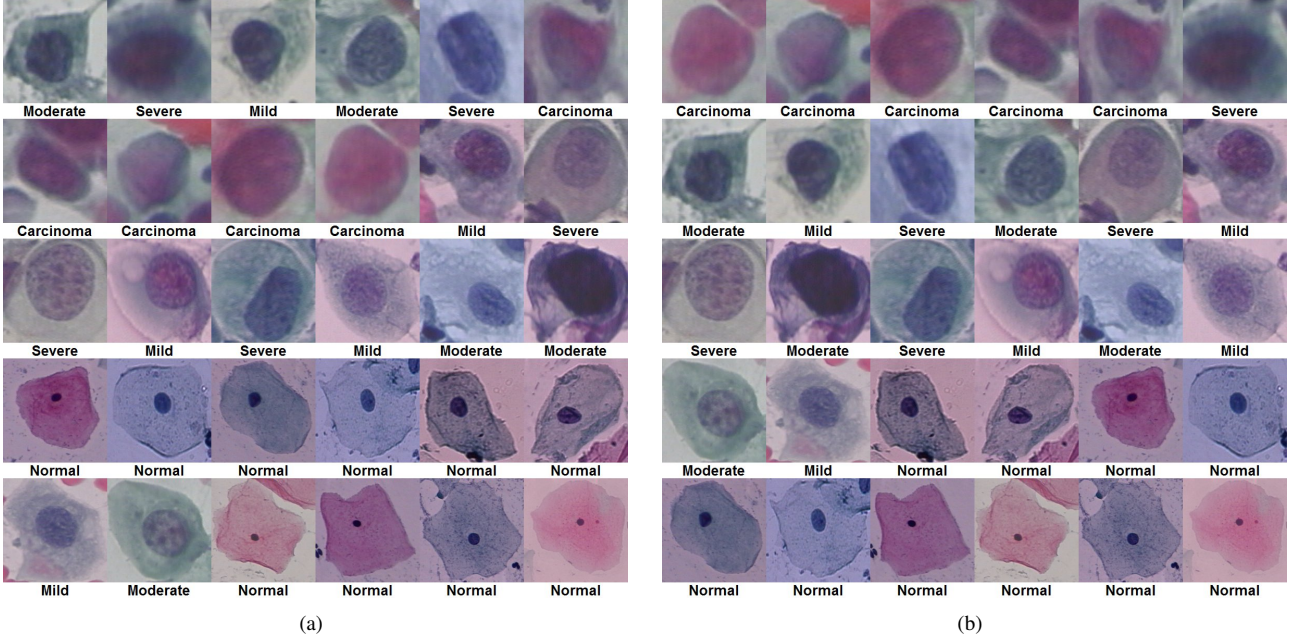 Moderate Severe Mild Moderate Severe Carcinoma
Carcinoma Carcinoma Carcinoma Carcinoma Mild Severe
Severe Mild Severe Mild Moderate Moderate
Normal Normal Normal Normal Normal Normal
Mild Moderate Normal Normal Normal Normal
(a)
Carcinoma Carcinoma Carcinoma Carcinoma Carcinoma Severe
Moderate Mild Severe Moderate Severe Mild
Severe Moderate Severe Mild Moderate Mild
Moderate Mild Normal Normal Normal Normal
Normal Normal Normal Normal Normal Normal
(b)